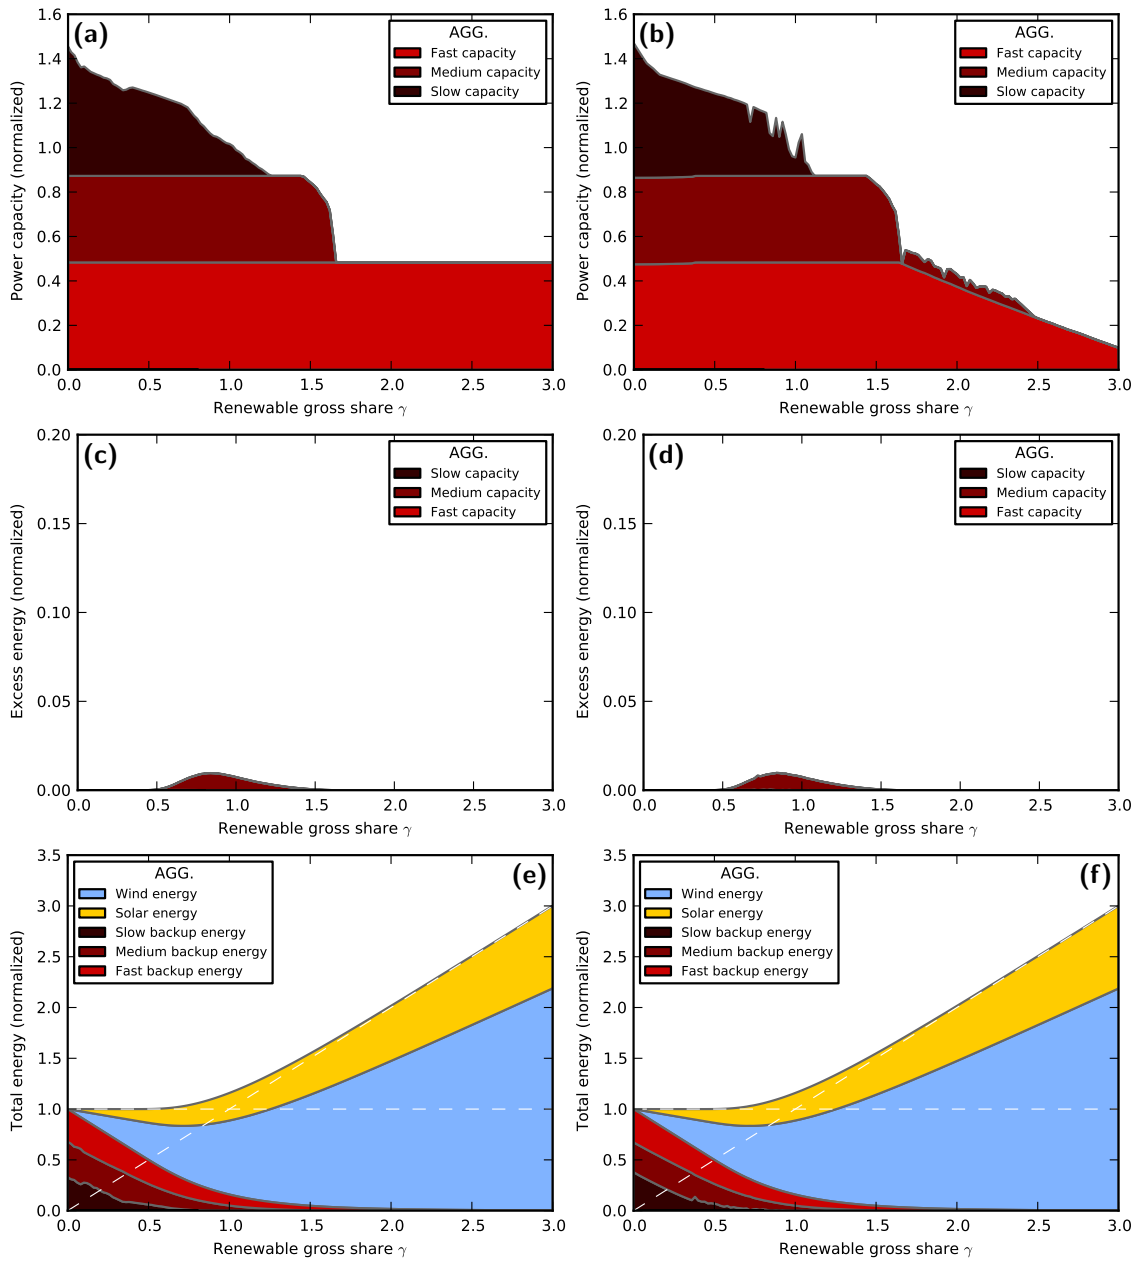 (a)
AGG.
Fast capacity
Medium capacity
Slow capacity
Power capacity (normalized)
1.6
1.4
1.2
1.0
0.8
0.6
0.4
0.2
0.0
0.0 0.5 1.0 1.5 2.0 2.5 3.0
Renewable gross share γ
(b)
AGG.
Fast capacity
Medium capacity
Slow capacity
Power capacity (normalized)
1.6
1.4
1.2
1.0
0.8
0.6
0.4
0.2
0.0
0.0 0.5 1.0 1.5 2.0 2.5 3.0
Renewable gross share γ
(c)
AGG.
Slow capacity
Medium capacity
Fast capacity
Excess energy (normalized)
0.20
0.15
0.10
0.05
0.00
0.0 0.5 1.0 1.5 2.0 2.5 3.0
Renewable gross share γ
(d)
AGG.
Slow capacity
Medium capacity
Fast capacity
Excess energy (normalized)
0.20
0.15
0.10
0.05
0.00
0.0 0.5 1.0 1.5 2.0 2.5 3.0
Renewable gross share γ
(e)
AGG.
Wind energy
Solar energy
Slow backup energy
Medium backup energy
Fast backup energy
Total energy (normalized)
3.5
3.0
2.5
2.0
1.5
1.0
0.5
0.0
0.0 0.5 1.0 1.5 2.0 2.5 3.0
Renewable gross share γ
(f)
AGG.
Wind energy
Solar energy
Slow backup energy
Medium backup energy
Fast backup energy
Total energy (normalized)
3.5
3.0
2.5
2.0
1.5
1.0
0.5
0.0
0.0 0.5 1.0 1.5 2.0 2.5 3.0
Renewable gross share γ